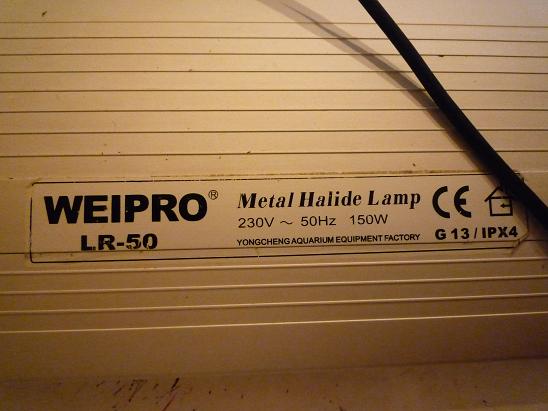 WEIPRO®
LR-50
Metal Halide Lamp
230V ~ 50Hz 150W
YONGCHENG AQUARIUM EQUIPMENT FACTORY
CE
G 13 / IPX4